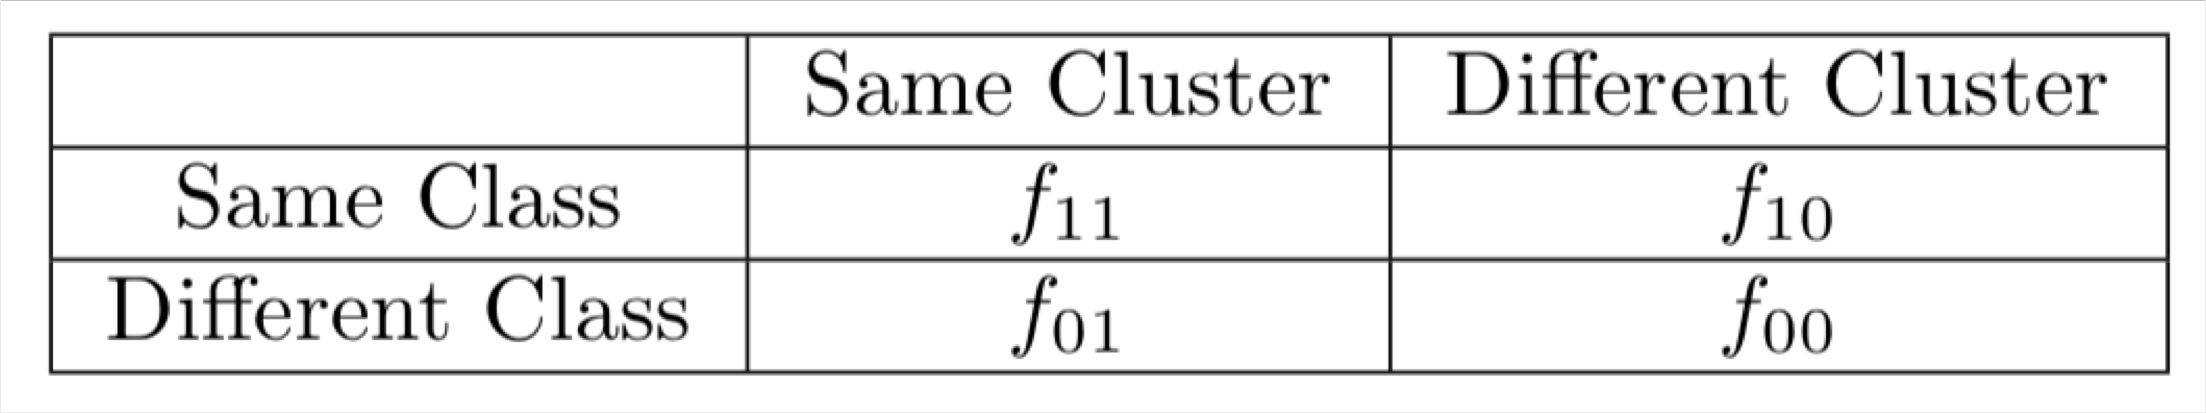 Same Cluster Different Cluster
Same Class f₁₁ f₁₀
Different Class f₀₁ f₀₀